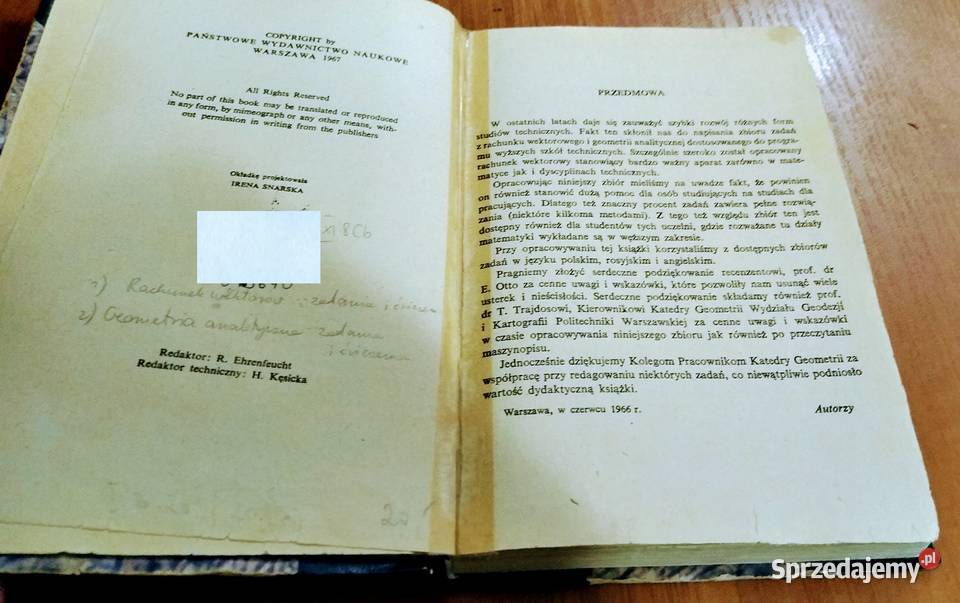 COPYRIGHT by
PAŃSTWOWE WYDAWNICTWO NAUKOWE
WARSZAWA 1967
All Rights Reserved
No part of this book may be translated or reproduced
in any form, by mimeograph or any other means, with-
out permission in writing from the publishers
Okładkę projektowała
IRENA SNARSKA
XI 8Cb
1) Rachunek wektorów - zadania i
2) Geometria analityczna - zadania
i ćwiczenia
Redaktor: R. Ehrenfeucht
Redaktor techniczny: H. Kęsicka
20
PRZEDMOWA
W ostatnich latach daje się zauważyć szybki rozwój różnych form
studiów technicznych. Fakt ten skłonił nas do napisania zbioru zadań
z rachunku wektorowego i geometrii analitycznej dostosowanego do progra-
mu wyższych szkół technicznych. Szczególnie szeroko został opracowany
rachunek wektorowy stanowiący bardzo ważny aparat zarówno w mate-
matyce jak i dyscyplinach technicznych.
Opracowując niniejszy zbiór mieliśmy na uwadze fakt, że powinien
on również stanowić dużą pomoc dla osób studiujących na studiach dla
pracujących. Dlatego też znaczny procent zadań zawiera pełne rozwią-
zania (niektóre kilkoma metodami). Z tego też względu zbiór ten jest
dostępny również dla studentów tych uczelni, gdzie rozważane tu działy
matematyki wykładane są w węższym zakresie.
Przy opracowywaniu tej książki korzystaliśmy z dostępnych zbiorów
zadań w języku polskim, rosyjskim i angielskim.
Pragniemy złożyć serdeczne podziękowanie recenzentowi, prof. dr
E. Otto za cenne uwagi i wskazówki, które pozwoliły nam usunąć wiele
usterek i nieścisłości. Serdeczne podziękowanie składamy również prof.
dr T. Trajdosowi, Kierownikowi Katedry Geometrii Wydziału Geodezji
i Kartografii Politechniki Warszawskiej za cenne uwagi i wskazówki
w czasie opracowywania niniejszego zbioru jak również po przeczytaniu
maszynopisu.
Jednocześnie dziękujemy Kolegom Pracownikom Katedry Geometrii za
współpracę przy redagowaniu niektórych zadań, co niewątpliwie podniosło
wartość dydaktyczną książki.
Warszawa, w czerwcu 1966 r. Autorzy
Sprzedajemy.pl